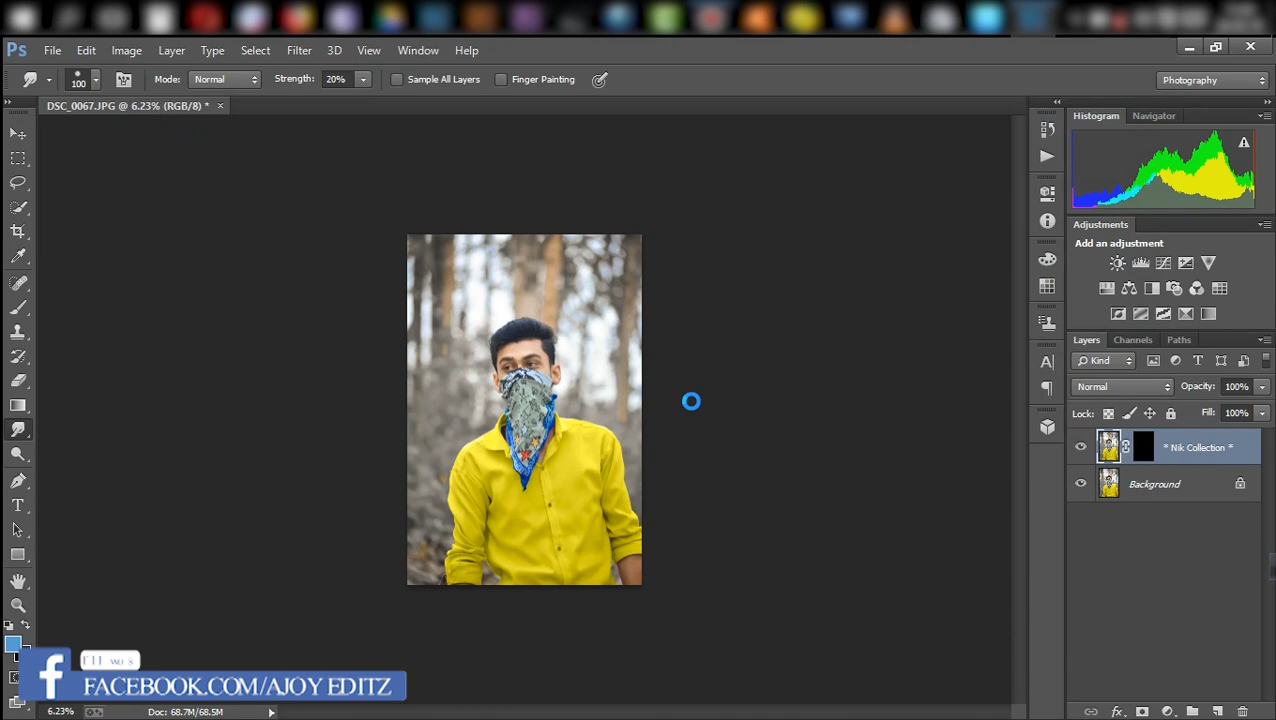 Ps File Edit Image Layer Type Select Filter 3D View Window Help
100 Mode: Normal Strength: 20% Sample All Layers Finger Painting Photography
DSC_0067.JPG @ 6.23% (RGB/8) * ×
Histogram Navigator
Adjustments
Add an adjustment
Layers Channels Paths
Kind
Normal Opacity: 100%
Lock: Fill: 100%
* Nik Collection *
Background
FACEBOOK.COM/AJOY EDITZ
6.23% Doc: 68.7M/68.5M